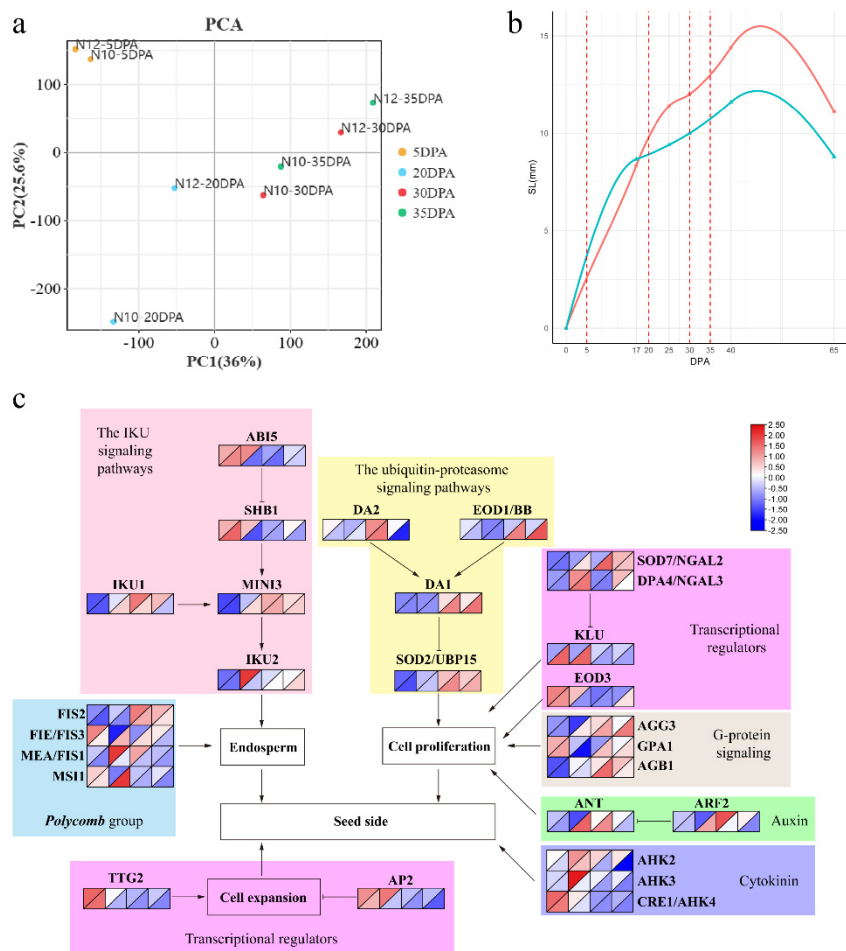 a
PCA
N12-5DPA
N10-5DPA
N12-35DPA
N12-30DPA
N10-35DPA
N12-20DPA
N10-30DPA
N10-20DPA
100
0
-100
-200
-100
0
100
200
PC2(25.6%)
PC1(36%)
5DPA
20DPA
30DPA
35DPA
b
15
10
5
0
SL(mm)
0
5
17
20
25
30
35
40
65
DPA
c
The IKU
signaling
pathways
ABI5
SHB1
IKU1
MINI3
IKU2
The ubiquitin-proteasome
signaling pathways
DA2
EOD1/BB
DA1
SOD2/UBP15
2.50
2.00
1.50
1.00
0.50
0.00
-0.50
-1.00
-1.50
-2.00
-2.50
SOD7/NGAL2
DPA4/NGAL3
KLU
Transcriptional
regulators
EOD3
FIS2
FIE/FIS3
MEA/FIS1
MSI1
Polycomb group
Endosperm
Cell proliferation
AGG3
GPA1
AGB1
G-protein
signaling
Seed side
ANT
ARF2
Auxin
AHK2
AHK3
CRE1/AHK4
Cytokinin
TTG2
Cell expansion
AP2
Transcriptional regulators